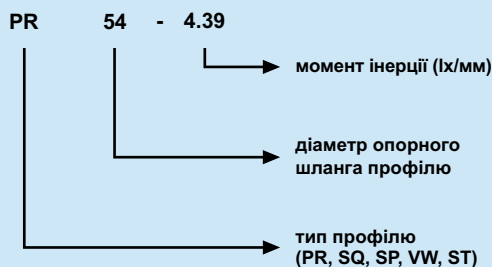 PR 54 - 4.39
момент інерції (Ix/мм)
діаметр опорного
шланга профілю
тип профілю
(PR, SQ, SP, VW, ST)